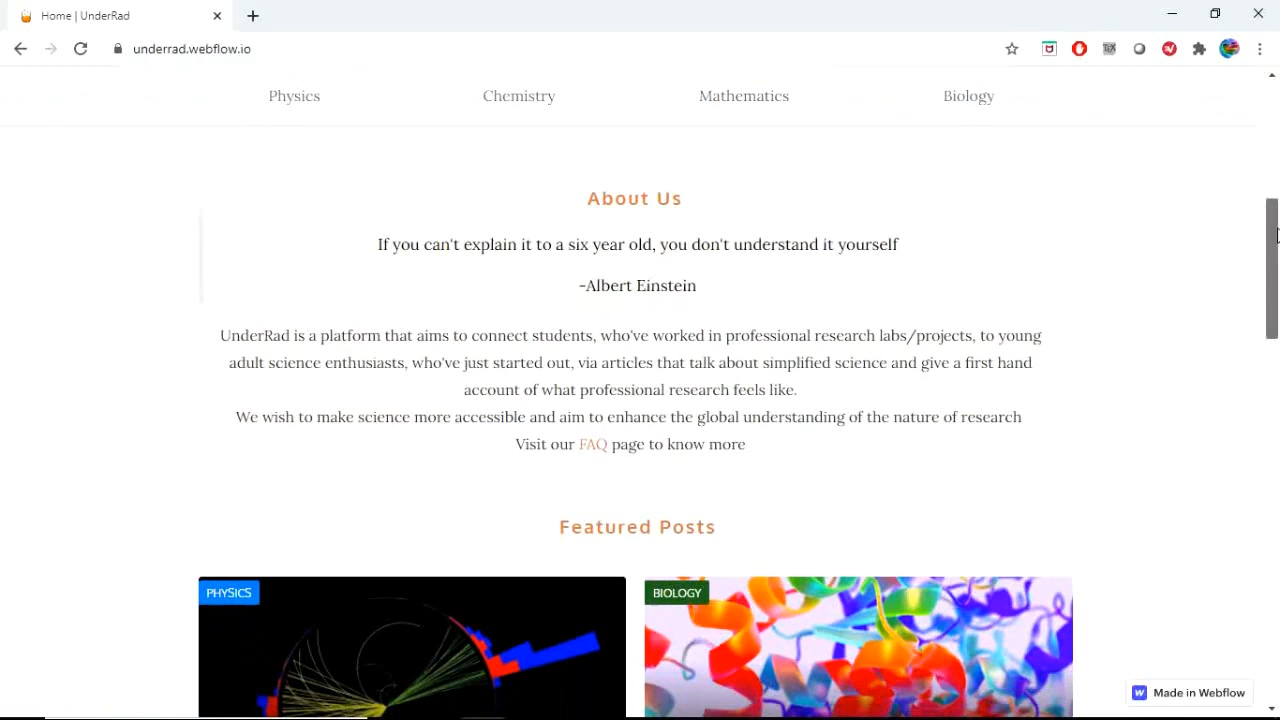 Home | UnderRad
underrad.webflow.io
Physics Chemistry Mathematics Biology
About Us
If you can't explain it to a six year old, you don't understand it yourself
-Albert Einstein
UnderRad is a platform that aims to connect students, who've worked in professional research labs/projects, to young
adult science enthusiasts, who've just started out, via articles that talk about simplified science and give a first hand
account of what professional research feels like.
We wish to make science more accessible and aim to enhance the global understanding of the nature of research
Visit our FAQ page to know more
Featured Posts
PHYSICS BIOLOGY
Made in Webflow